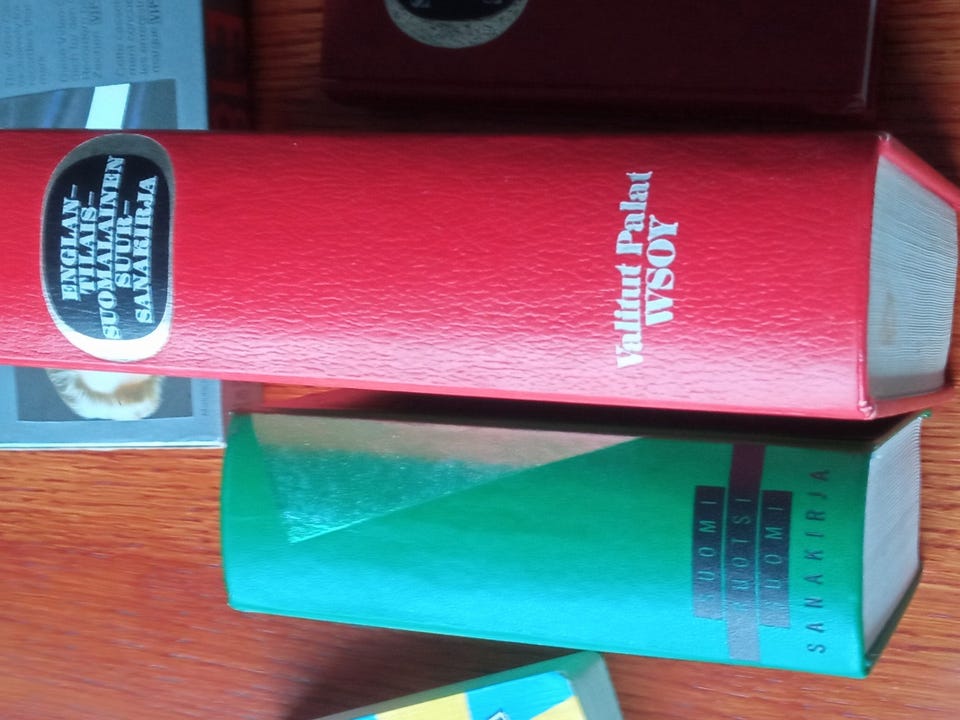 ENGLAN-
TILAIS-
SUOMALAINEN
SUUR-
SANAKIRJA
Valitut Palat
WSOY
SUOMI
RUOTSI
SUOMI
SANAKIRJA